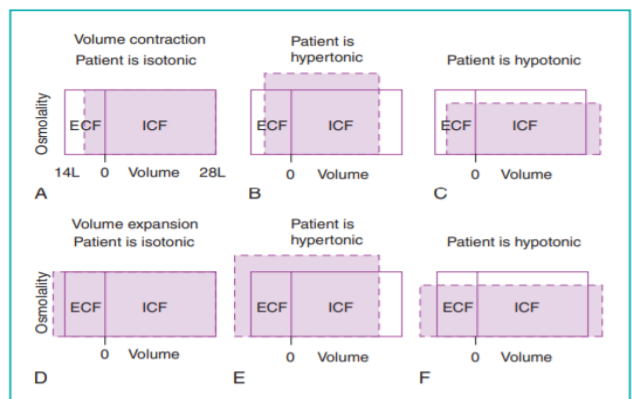 Volume contraction
Patient is isotonic
Patient is
hypertonic
Patient is hypotonic
Osmolality
ECF
ICF
ECF
ICF
ECF
ICF
14L
0
Volume
28L
0
Volume
0
Volume
A
B
C
Volume expansion
Patient is isotonic
Patient is
hypertonic
Patient is hypotonic
Osmolality
ECF
ICF
ECF
ICF
ECF
ICF
0
Volume
0
Volume
0
Volume
D
E
F